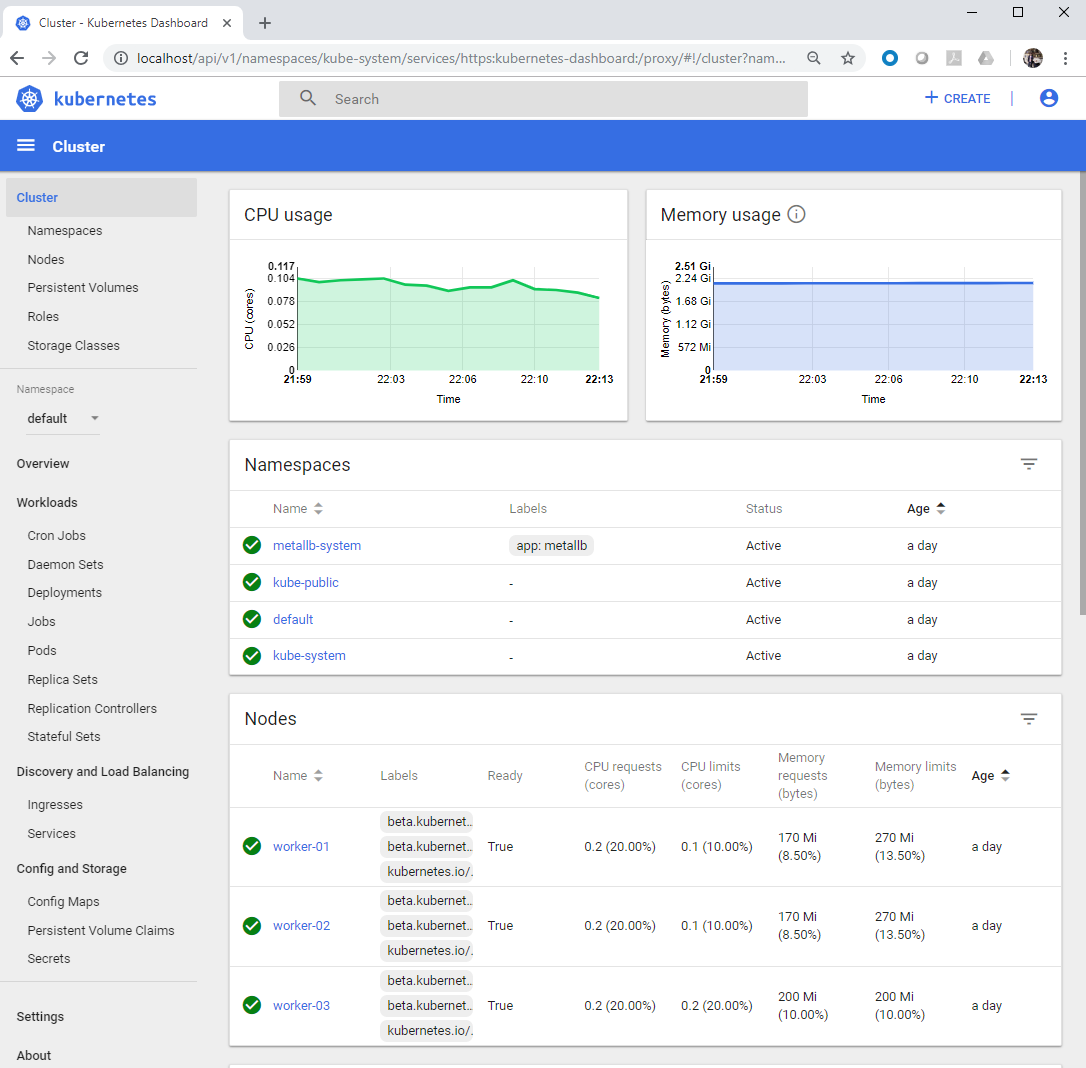 Cluster - Kubernetes Dashboard
localhost/api/v1/namespaces/kube-system/services/https:kubernetes-dashboard:/proxy/#!/cluster?nam...
kubernetes
Search
CREATE
Cluster
Cluster
Namespaces
Nodes
Persistent Volumes
Roles
Storage Classes
Namespace
default
Overview
Workloads
Cron Jobs
Daemon Sets
Deployments
Jobs
Pods
Replica Sets
Replication Controllers
Stateful Sets
Discovery and Load Balancing
Ingresses
Services
Config and Storage
Config Maps
Persistent Volume Claims
Secrets
Settings
About
CPU usage
CPU (cores)
0.117
0.104
0.078
0.052
0.026
0
21:59 22:03 22:06 22:10 22:13
Time
Memory usage
Memory (bytes)
2.51 Gi
2.24 Gi
1.68 Gi
1.12 Gi
572 Mi
0
21:59 22:03 22:06 22:10 22:13
Time
Namespaces
Name Labels Status Age
metallb-system app: metallb Active a day
kube-public - Active a day
default - Active a day
kube-system - Active a day
Nodes
Name Labels Ready CPU requests (cores) CPU limits (cores) Memory requests (bytes) Memory limits (bytes) Age
beta.kubernet..
worker-01 beta.kubernet.. True 0.2 (20.00%) 0.1 (10.00%) 170 Mi (8.50%) 270 Mi (13.50%) a day
kubernetes.io/.
beta.kubernet..
worker-02 beta.kubernet.. True 0.2 (20.00%) 0.1 (10.00%) 170 Mi (8.50%) 270 Mi (13.50%) a day
kubernetes.io/.
beta.kubernet..
worker-03 beta.kubernet.. True 0.2 (20.00%) 0.2 (20.00%) 200 Mi (10.00%) 200 Mi (10.00%) a day
kubernetes.io/.